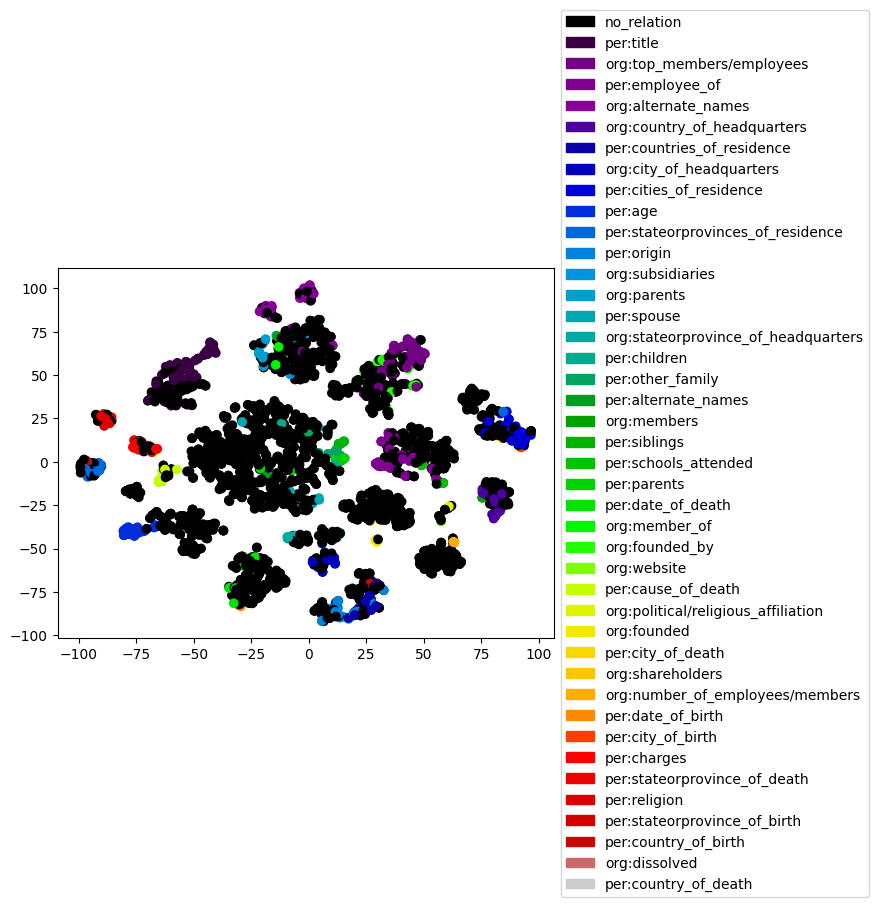 no_relation
per:title
org:top_members/employees
per:employee_of
org:alternate_names
org:country_of_headquarters
per:countries_of_residence
org:city_of_headquarters
per:cities_of_residence
per:age
per:stateorprovinces_of_residence
per:origin
org:subsidiaries
org:parents
per:spouse
org:stateorprovince_of_headquarters
per:children
per:other_family
per:alternate_names
org:members
per:siblings
per:schools_attended
per:parents
per:date_of_death
org:member_of
org:founded_by
org:website
per:cause_of_death
org:political/religious_affiliation
org:founded
per:city_of_death
org:shareholders
org:number_of_employees/members
per:date_of_birth
per:city_of_birth
per:charges
per:stateorprovince_of_death
per:religion
per:stateorprovince_of_birth
per:country_of_birth
org:dissolved
per:country_of_death
100
75
50
25
0
−25
−50
−75
−100
−100 −75 −50 −25 0 25 50 75 100